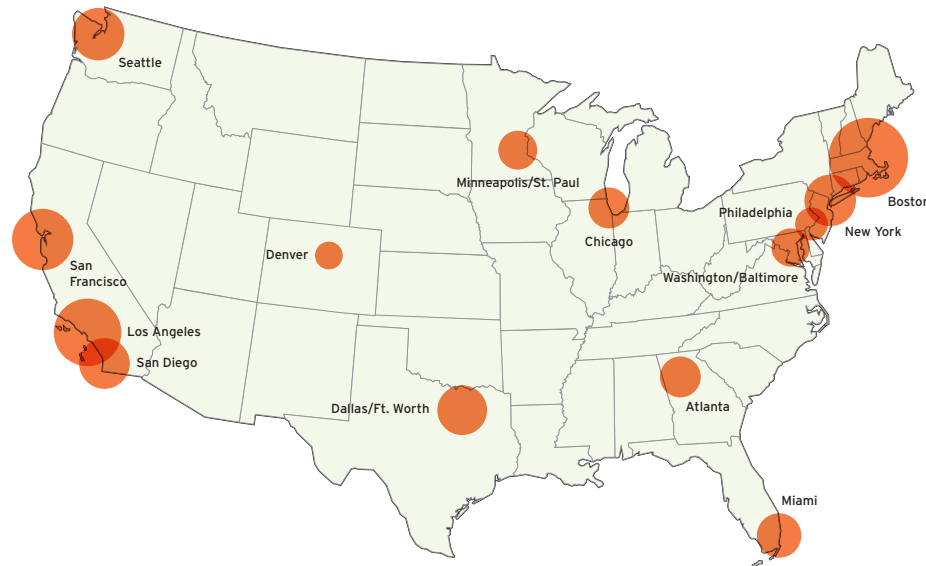 Seattle
Minneapolis/St. Paul
Boston
Philadelphia
New York
Chicago
Denver
San
Francisco
Washington/Baltimore
Los Angeles
San Diego
Dallas/Ft. Worth
Atlanta
Miami